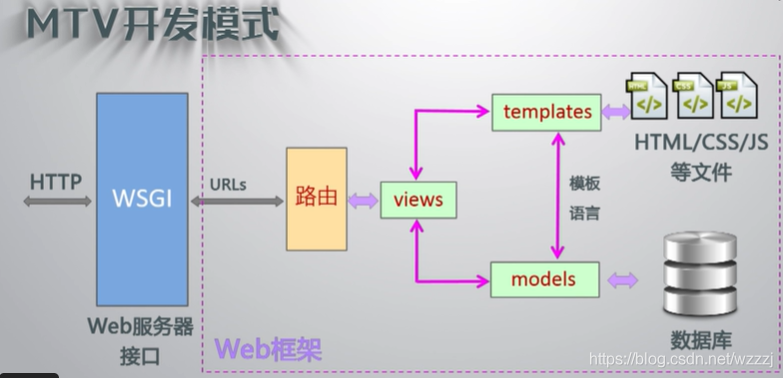 MTV开发模式
HTTP
WSGI
URLs
路由
views
templates
模板
语言
models
HTML
CSS
JS
HTML/CSS/JS
等文件
数据库
Web服务器
接口
Web框架
https://blog.csdn.net/wzzzj